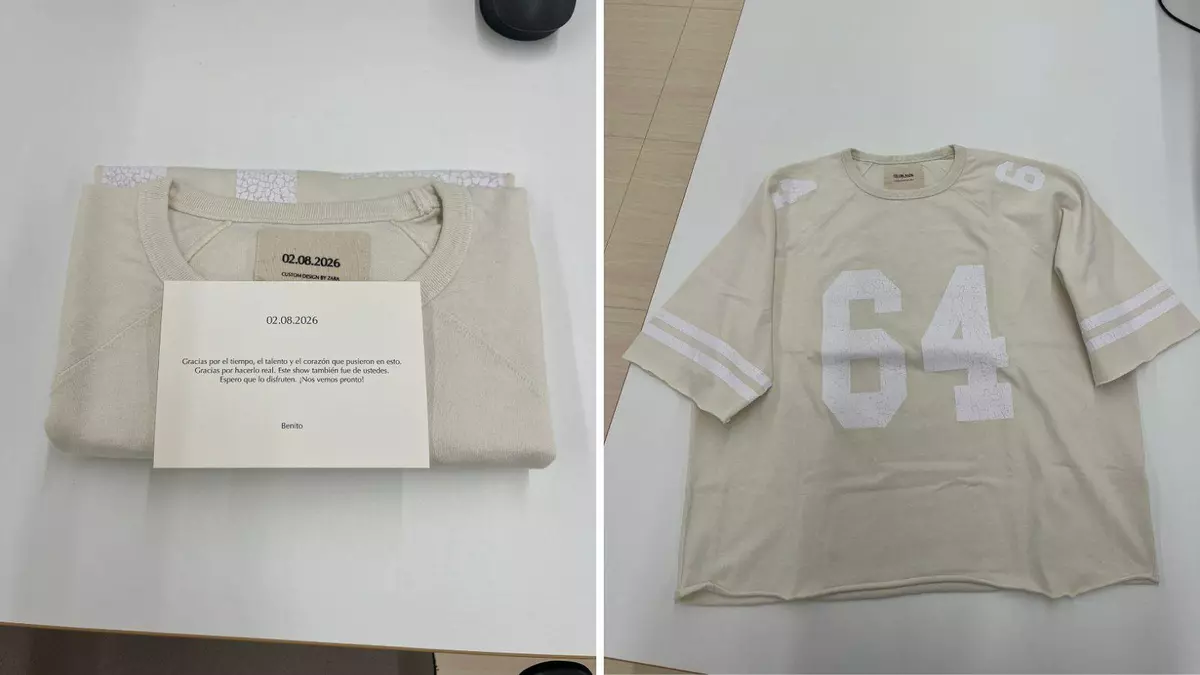 02.08.2026
CUSTOM DESIGN BY ZARA
02.08.2026
Gracias por el tiempo, el talento y el corazón que pusieron en esto.
Gracias por hacerlo real. Este show también fue de ustedes.
Espero que lo disfruten. ¡Nos vemos pronto!
Benito
64